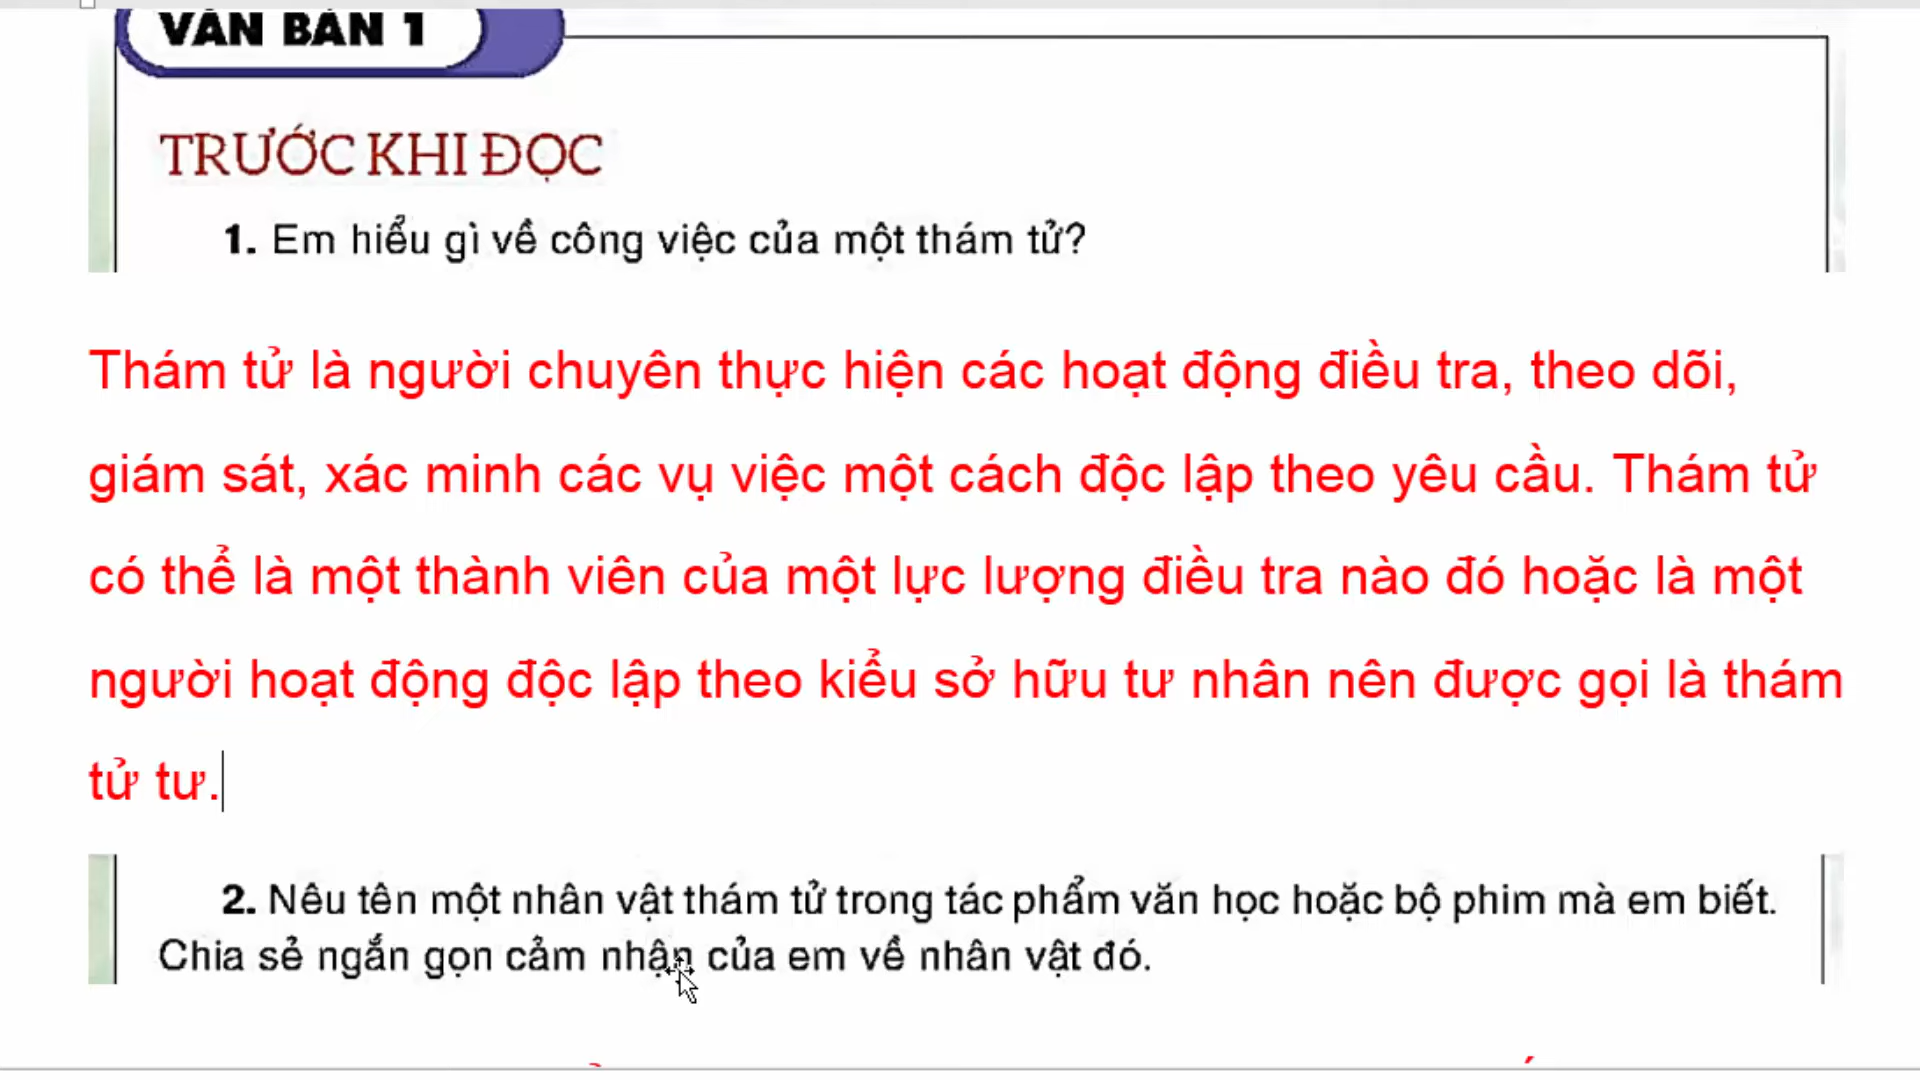 VĂN BẢN 1
TRƯỚC KHI ĐỌC
1. Em hiểu gì về công việc của một thám tử?
Thám tử là người chuyên thực hiện các hoạt động điều tra, theo dõi,
giám sát, xác minh các vụ việc một cách độc lập theo yêu cầu. Thám tử
có thể là một thành viên của một lực lượng điều tra nào đó hoặc là một
người hoạt động độc lập theo kiểu sở hữu tư nhân nên được gọi là thám
tử tư.
2. Nêu tên một nhân vật thám tử trong tác phẩm văn học hoặc bộ phim mà em biết.
Chia sẻ ngắn gọn cảm nhận của em về nhân vật đó.